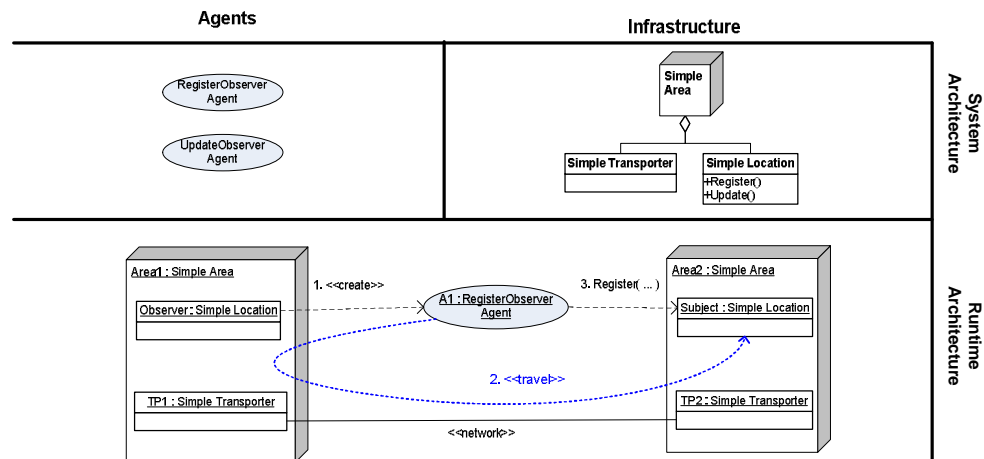 Agents
Infrastructure
System
Architecture
RegisterObserver
Agent
UpdateObserver
Agent
Simple
Area
Simple Transporter
Simple Location
+Register()
+Update()
Runtime
Architecture
Area1 : Simple Area
Observer : Simple Location
1. <<create>>
A1 : RegisterObserver
Agent
3. Register( ... )
Area2 : Simple Area
Subject : Simple Location
2. <<travel>>
TP1 : Simple Transporter
<<network>>
TP2 : Simple Transporter